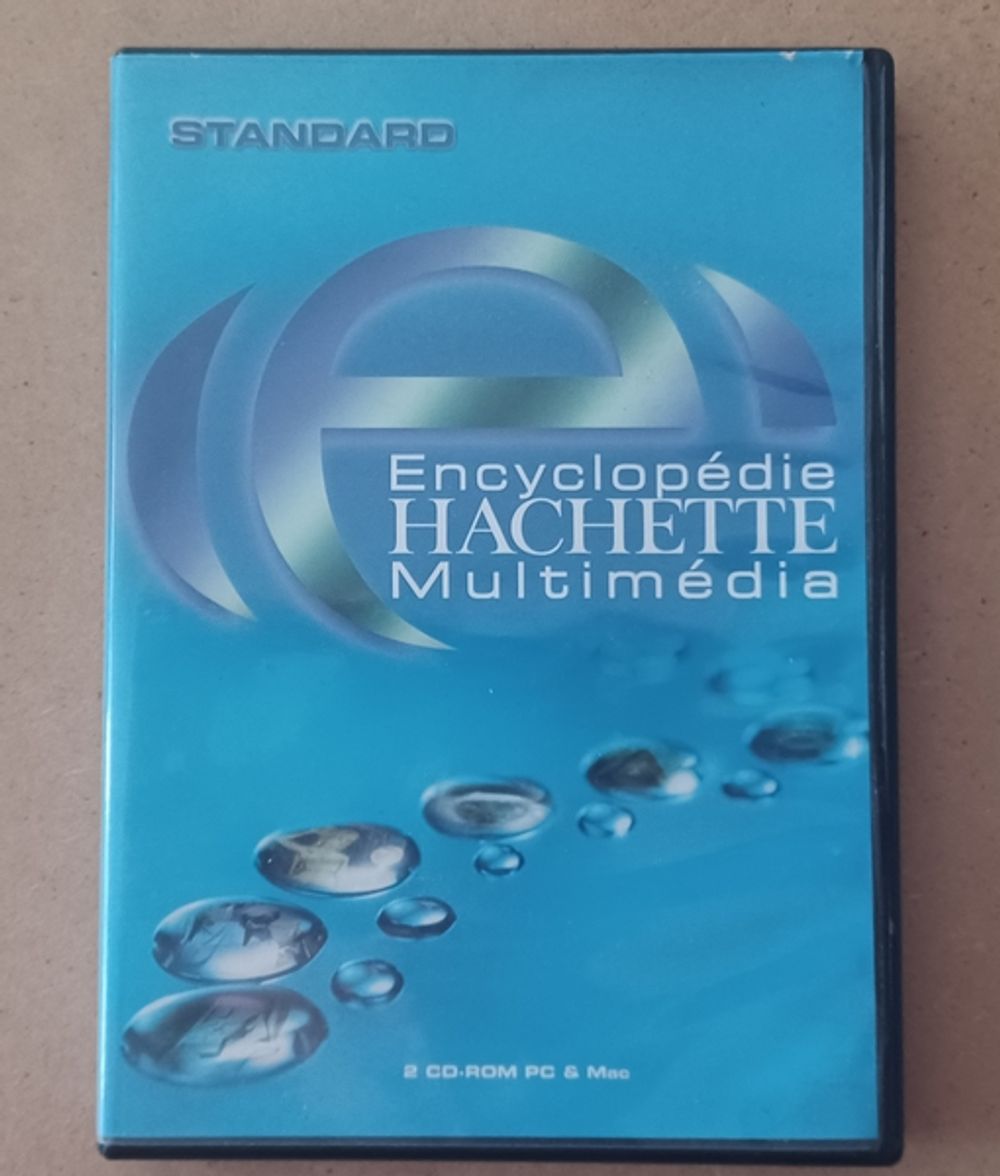 STANDARD
e
Encyclopédie
HACHETTE
Multimédia
2 CD-ROM PC & Mac